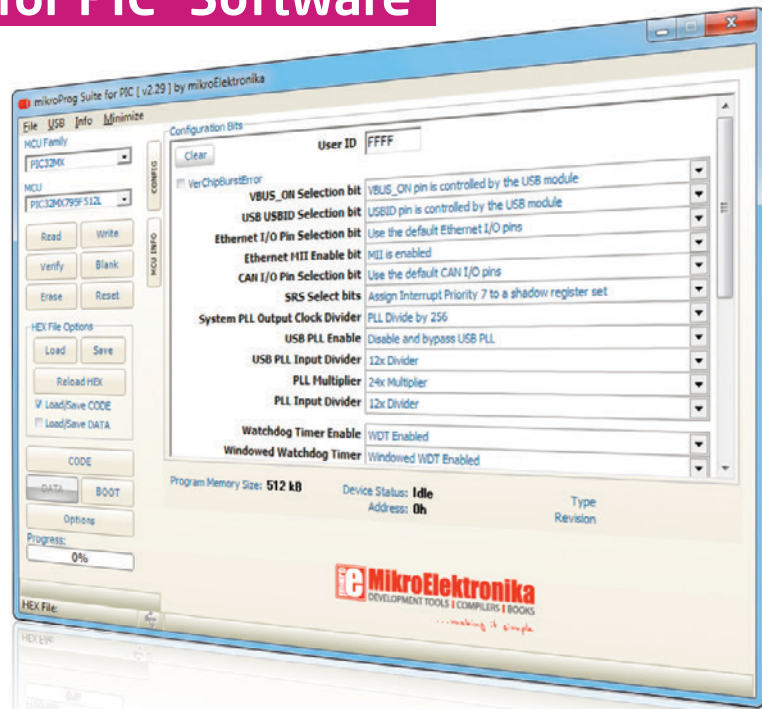 for PIC® Software
mikroProg Suite for PIC [ v2.29 ] by mikroElektronika
File USB Info Minimize
MCU Family
PIC32MX
MCU
PIC32MX795F512L
Read Write
Verify Blank
Erase Reset
HEX File Options
Load Save
Reload HEX
Load/Save CODE
Load/Save DATA
CODE
DATA BOOT
Options
Progress:
0%
HEX File:
CONFIG
MCU INFO
Configuration Bits
Clear
User ID FFFF
VerChipBurstError
VBUS_ON Selection bit VBUS_ON pin is controlled by the USB module
USB USBID Selection bit USBID pin is controlled by the USB module
Ethernet I/O Pin Selection bit Use the default Ethernet I/O pins
Ethernet MII Enable bit MII is enabled
CAN I/O Pin Selection bit Use the default CAN I/O pins
SRS Select bits Assign Interrupt Priority 7 to a shadow register set
System PLL Output Clock Divider PLL Divide by 256
USB PLL Enable Disable and bypass USB PLL
USB PLL Input Divider 12x Divider
PLL Multiplier 24x Multiplier
PLL Input Divider 12x Divider
Watchdog Timer Enable WDT Enabled
Windowed Watchdog Timer Windowed WDT Enabled
Program Memory Size: 512 kB
Device Status: Idle
Address: 0h
Type
Revision
MikroElektronika
DEVELOPMENT TOOLS | COMPILERS | BOOKS
...making it simple